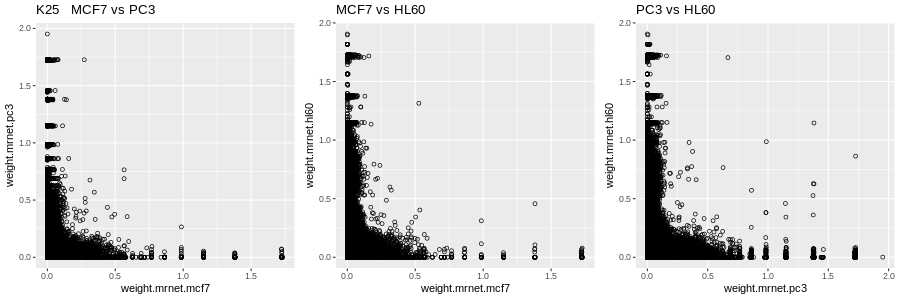 K25 MCF7 vs PC3
2.0
1.5
1.0
0.5
0.0
weight.mrnet.pc3
0.0 0.5 1.0 1.5
weight.mrnet.mcf7
MCF7 vs HL60
2.0
1.5
1.0
0.5
0.0
weight.mrnet.hl60
0.0 0.5 1.0 1.5
weight.mrnet.mcf7
PC3 vs HL60
2.0
1.5
1.0
0.5
0.0
weight.mrnet.hl60
0.0 0.5 1.0 1.5 2.0
weight.mrnet.pc3